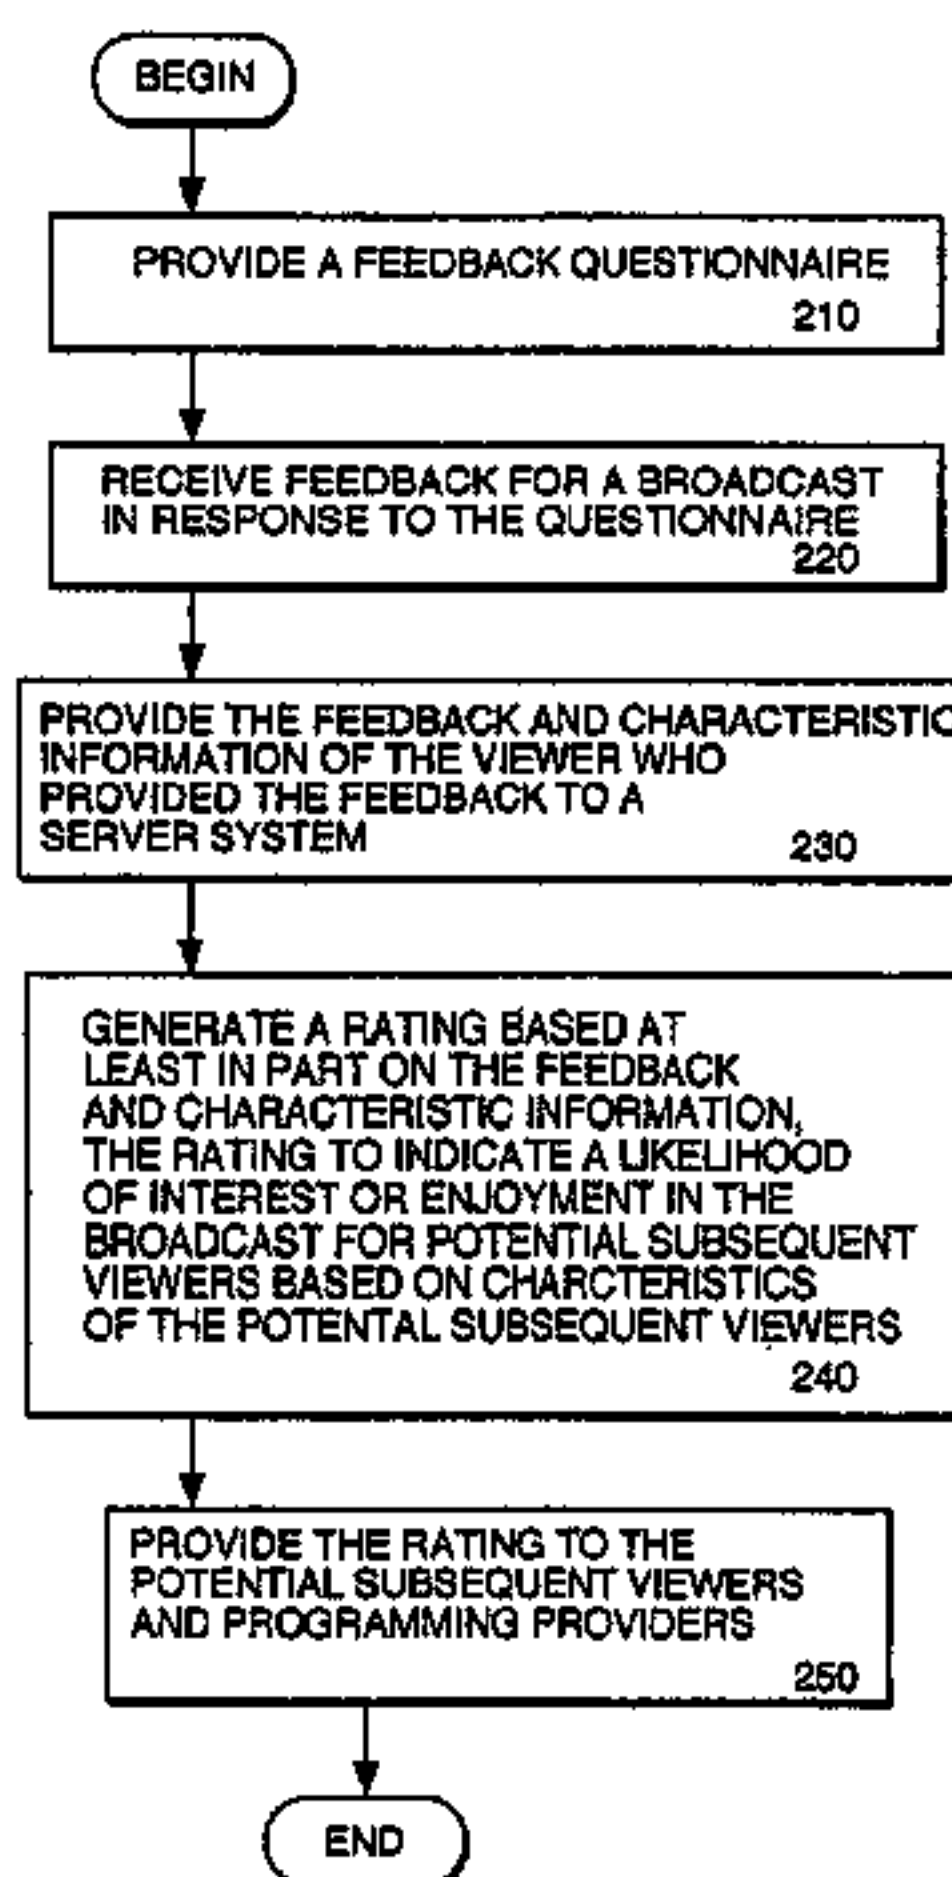 BEGIN
PROVIDE A FEEDBACK QUESTIONNAIRE
210
RECEIVE FEEDBACK FOR A BROADCAST
IN RESPONSE TO THE QUESTIONNAIRE
220
PROVIDE THE FEEDBACK AND CHARACTERISTIC
INFORMATION OF THE VIEWER WHO
PROVIDED THE FEEDBACK TO A
SERVER SYSTEM
230
GENERATE A RATING BASED AT
LEAST IN PART ON THE FEEDBACK
AND CHARACTERISTIC INFORMATION,
THE RATING TO INDICATE A LIKELIHOOD
OF INTEREST OR ENJOYMENT IN THE
BROADCAST FOR POTENTIAL SUBSEQUENT
VIEWERS BASED ON CHARCTERISTICS
OF THE POTENTAL SUBSEQUENT VIEWERS
240
PROVIDE THE RATING TO THE
POTENTIAL SUBSEQUENT VIEWERS
AND PROGRAMMING PROVIDERS
250
END